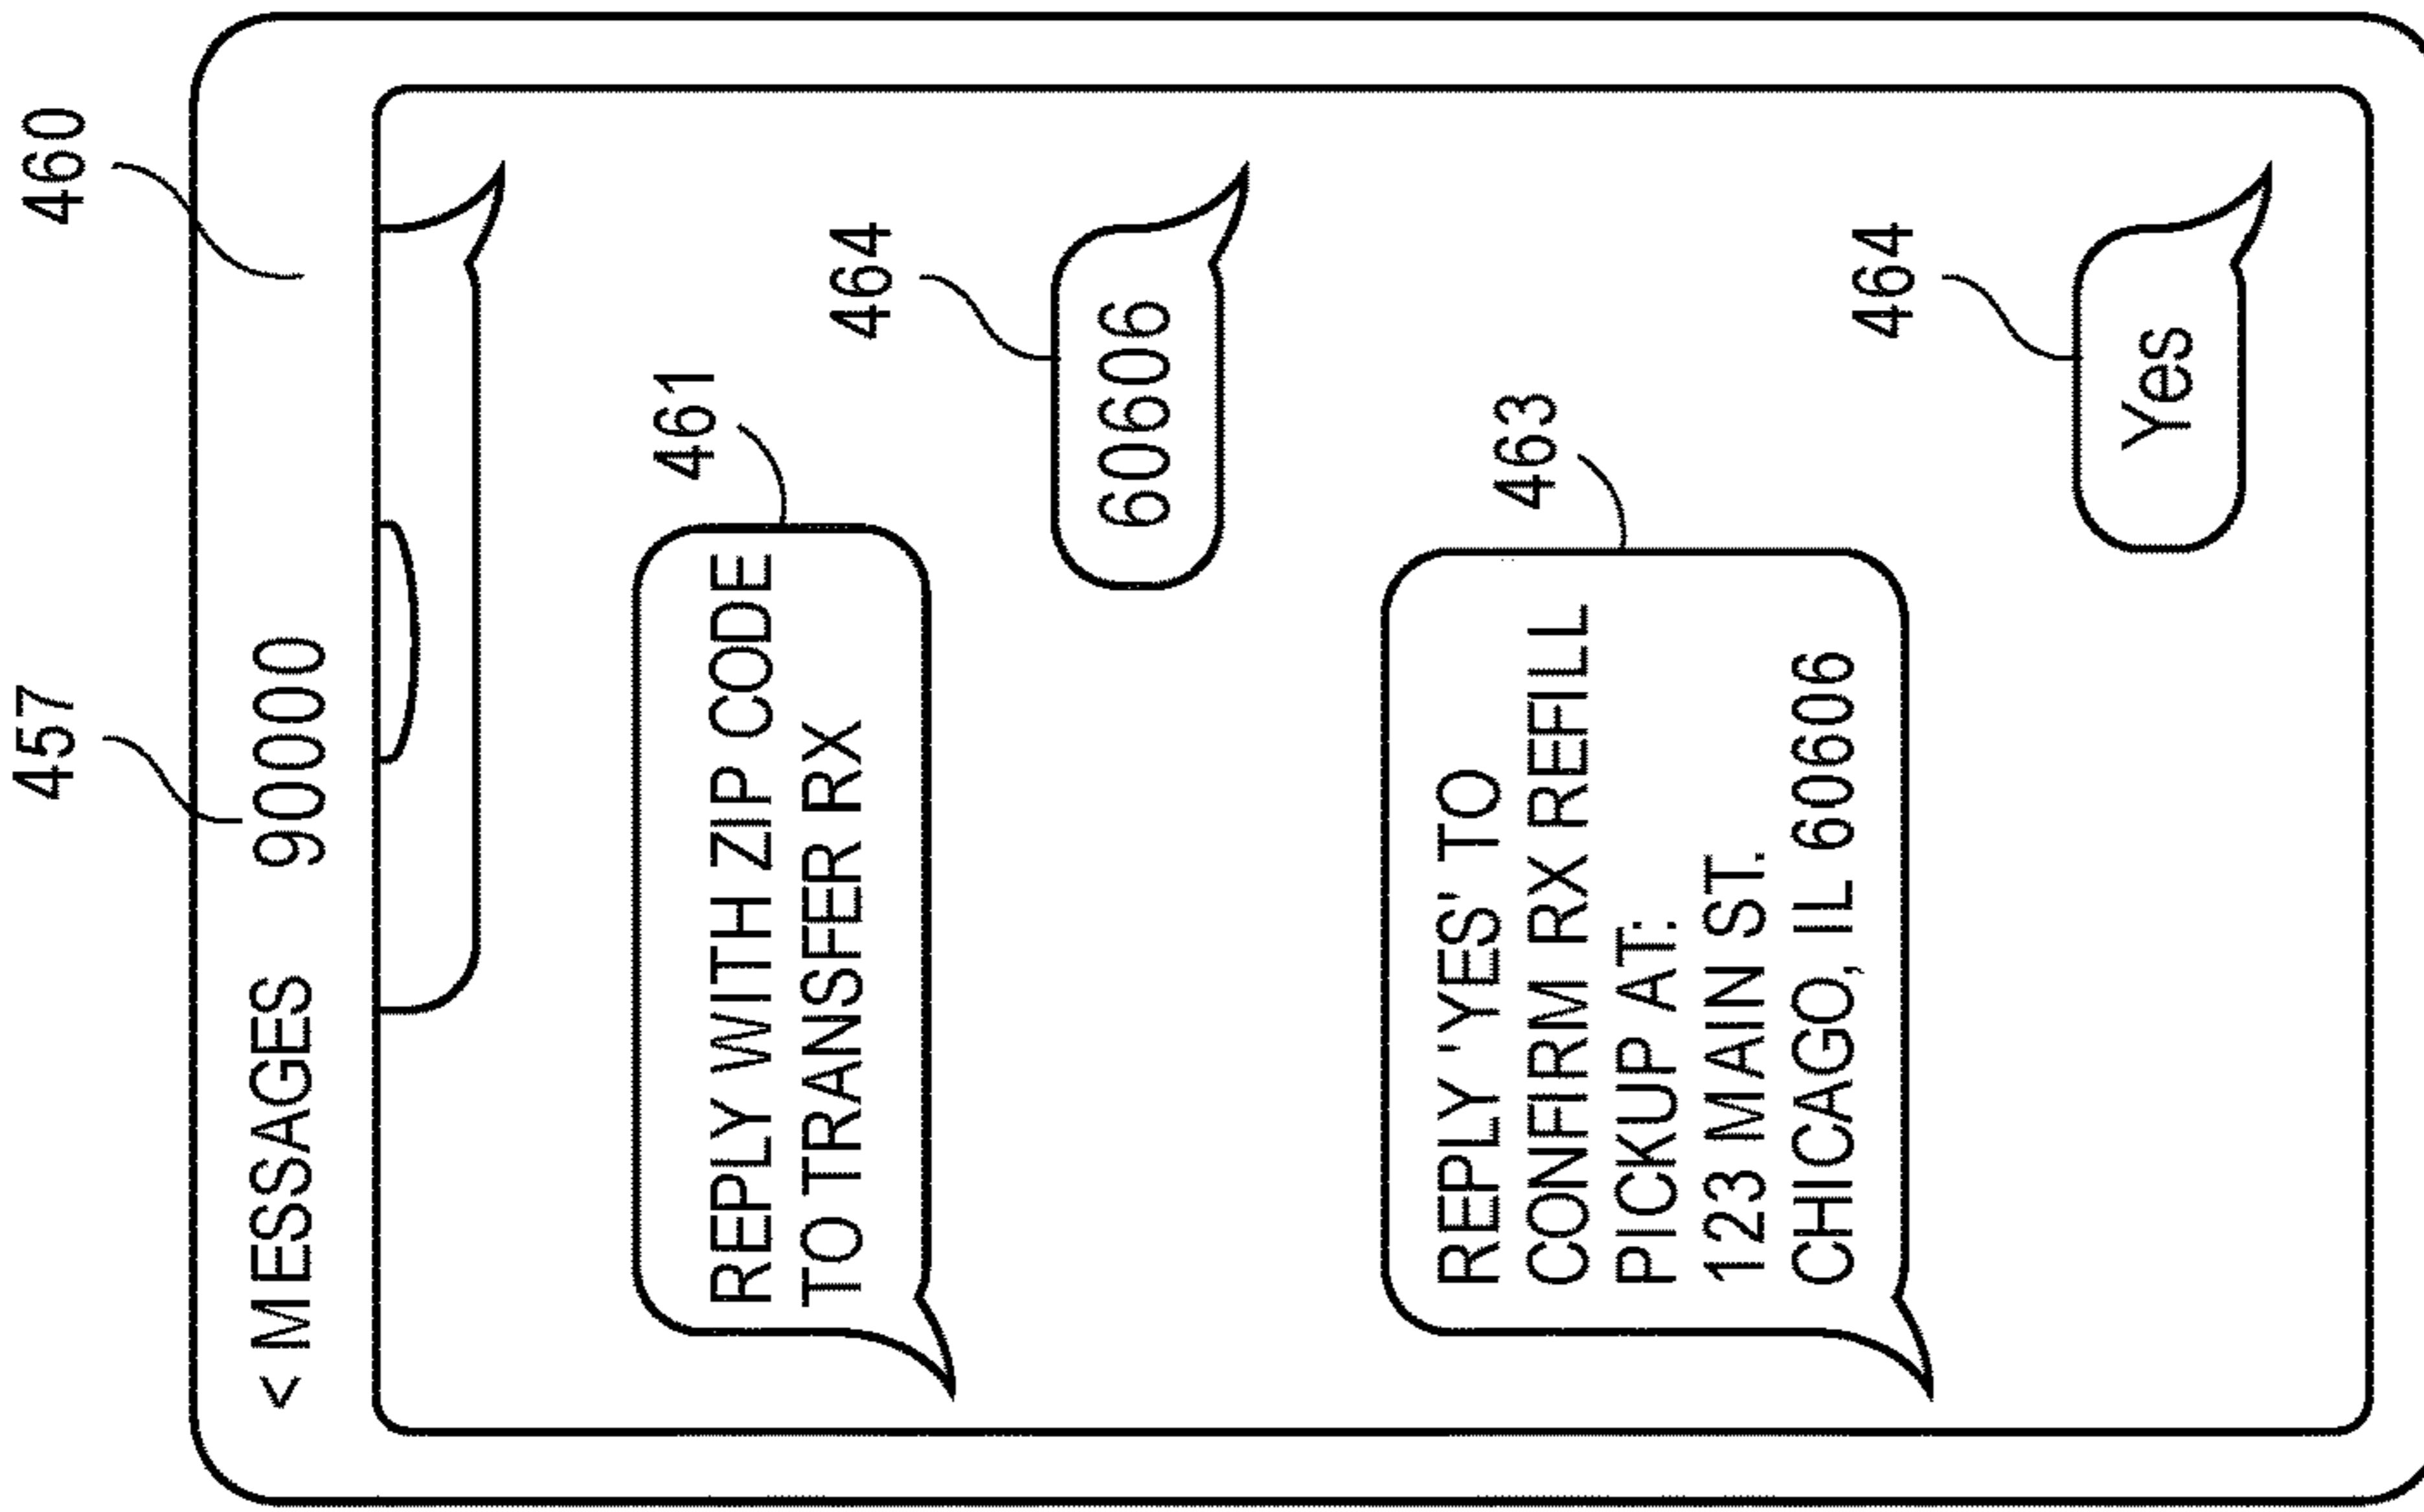 460
457
< MESSAGES 90000
461
REPLY WITH ZIP CODE
TO TRANSFER RX
464
60606
463
REPLY 'YES' TO
CONFIRM RX REFILL
PICKUP AT:
123 MAIN ST.
CHICAGO, IL 60606
464
Yes